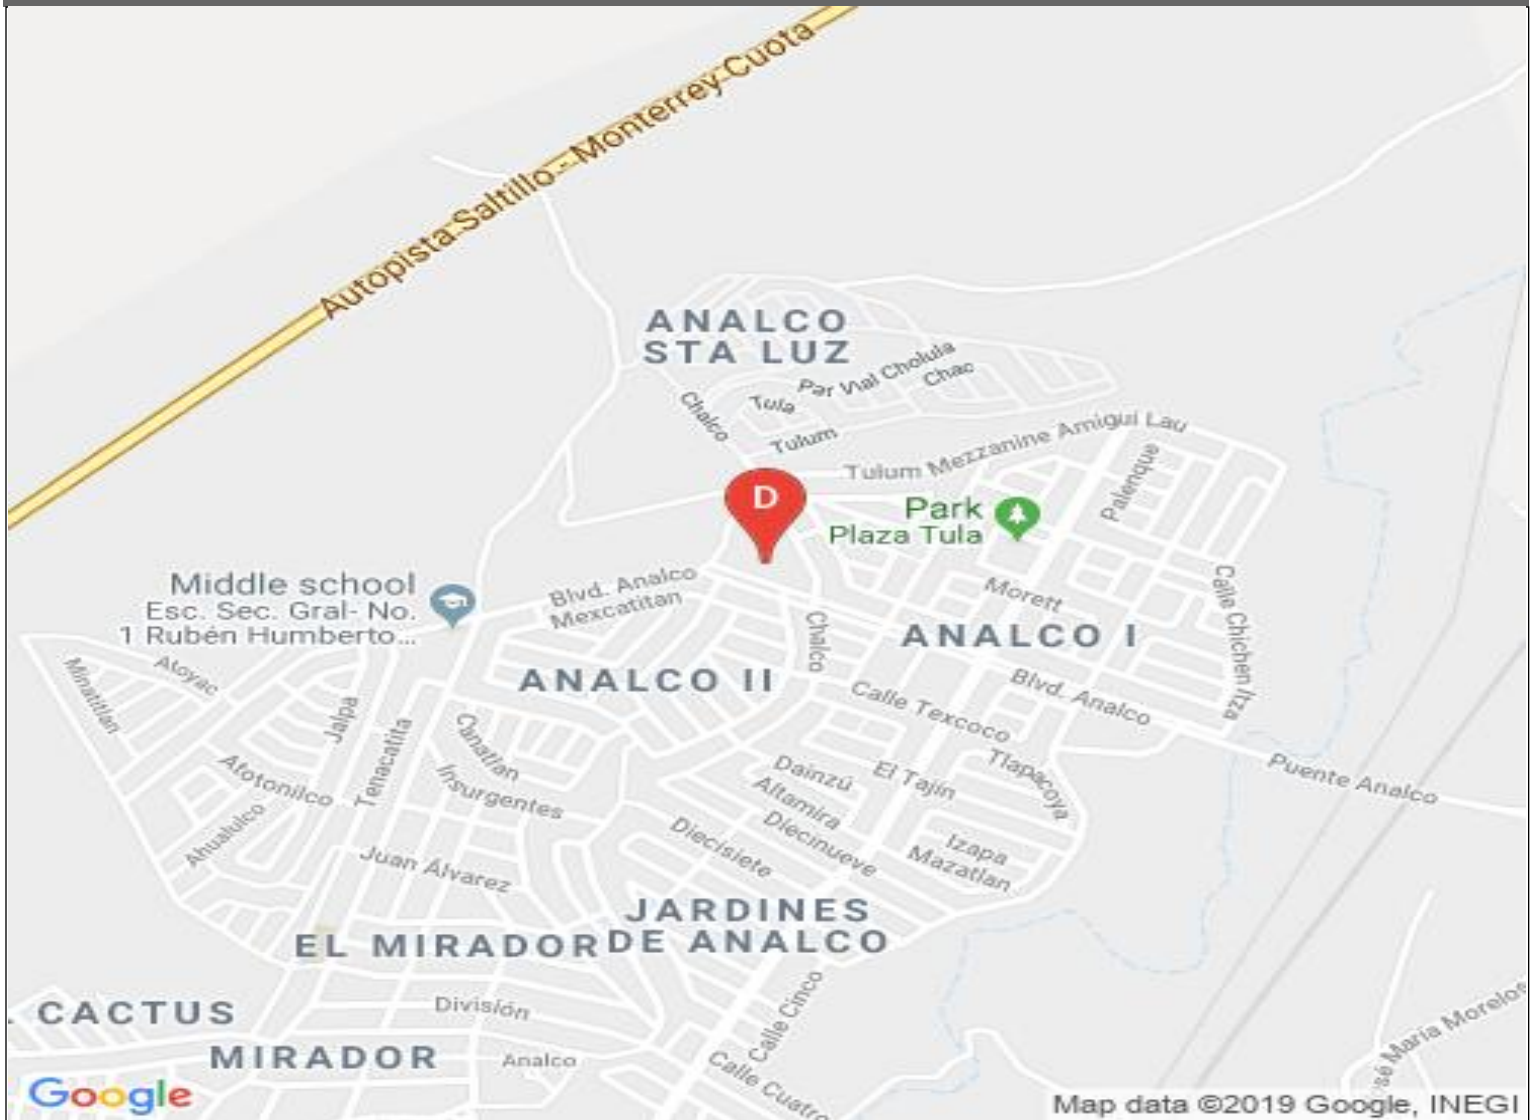 Autopista Saltillo - Monterrey Cuota
ANALCO
STA LUZ
Par Vial Cholula
Chac
Tula
Chalco
Tulum
Tulum Mezzanine Amigui Lau
Palenque
D
Park
Plaza Tula
Middle school
Esc. Sec. Gral- No.
1 Rubén Humberto...
Blvd. Analco
Mexcatitan
Morett
Calle Chichen Itza
Chalco
ANALCO I
ANALCO II
Minatitlan
Atoyac
Jalpa
Tenacatita
Canatlan
Calle Texcoco
Blvd. Analco
Tlapacoya
Puente Analco
Atotonilco
Ahualulco
Insurgentes
Dainzú
Altamira
El Tajín
Diecinueve
Diecisiete
Izapa
Mazatlan
Juan Álvarez
JARDINES
DE ANALCO
EL MIRADOR
CACTUS
División
MIRADOR
Analco
Calle Cinco
Calle Cuatro
José María Morelos
Google
Map data ©2019 Google, INEGI